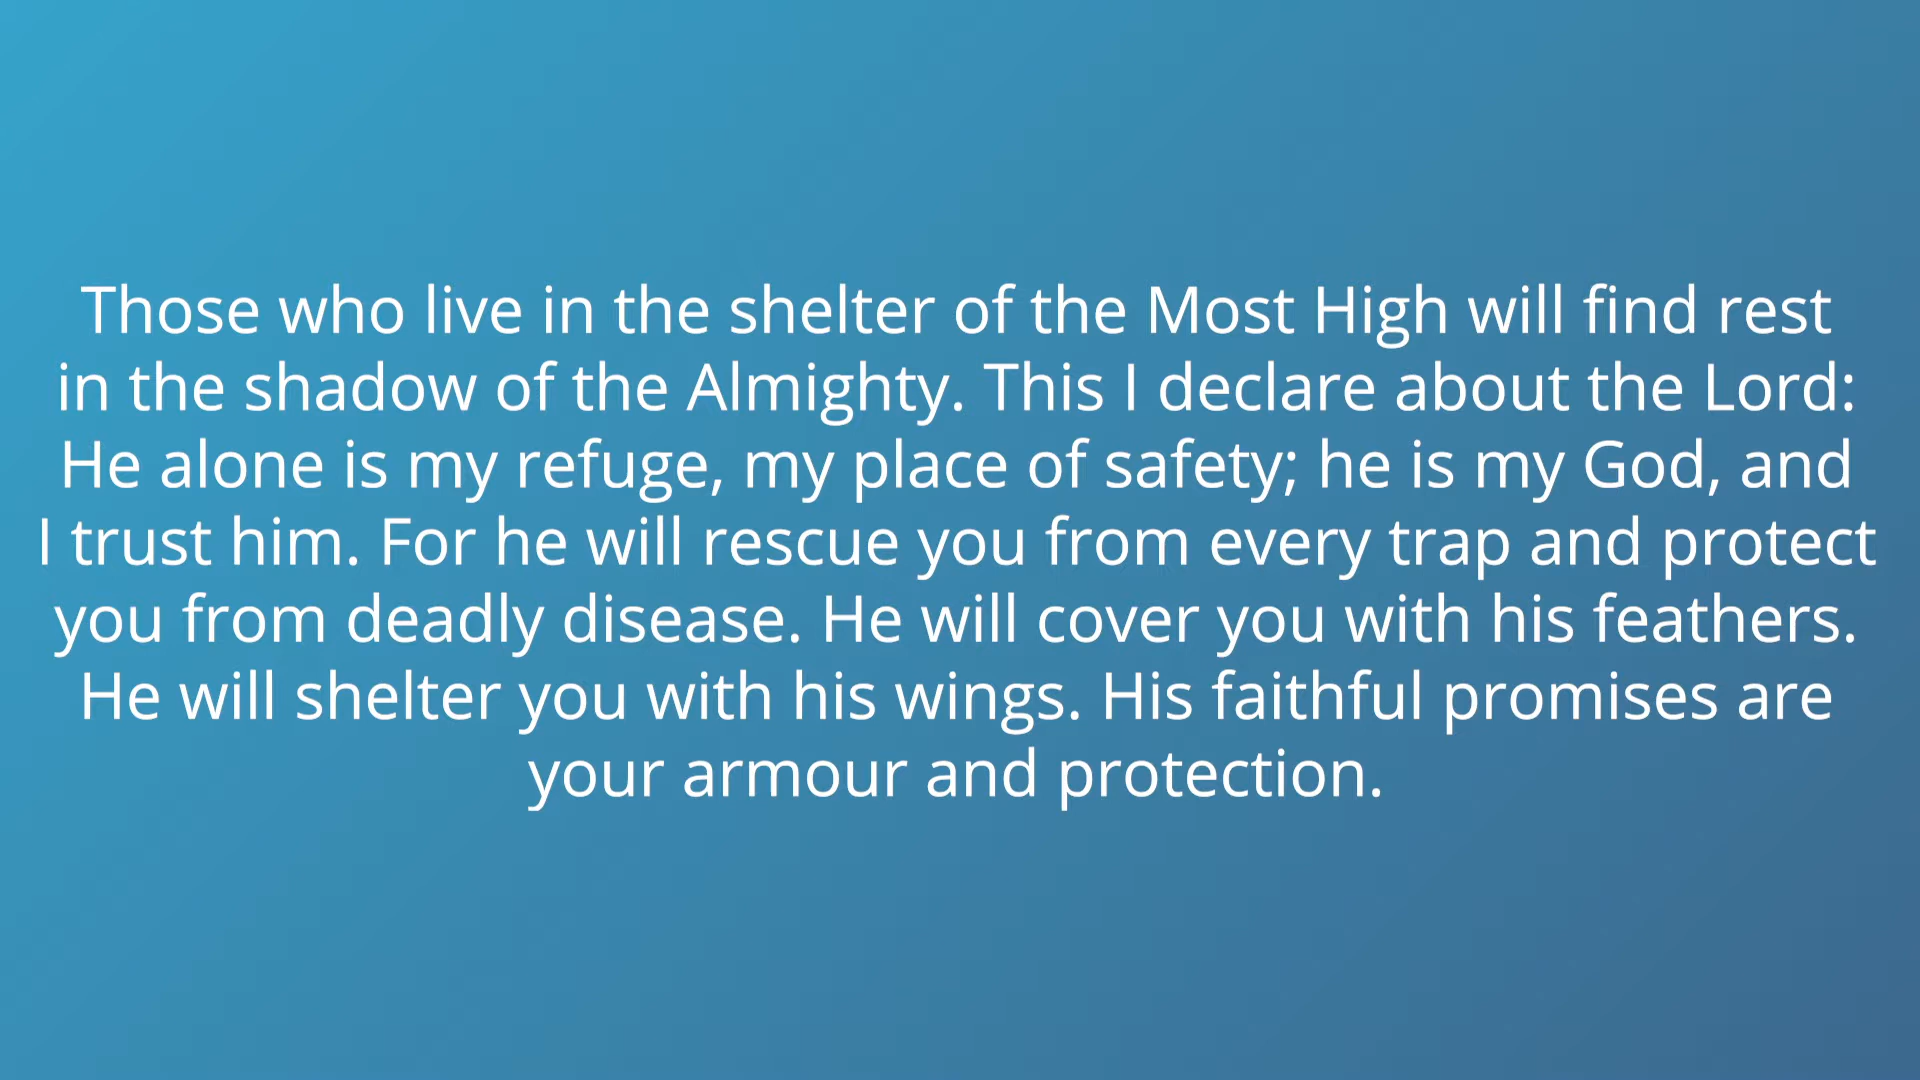 Those who live in the shelter of the Most High will find rest
in the shadow of the Almighty. This I declare about the Lord:
He alone is my refuge, my place of safety; he is my God, and
I trust him. For he will rescue you from every trap and protect
you from deadly disease. He will cover you with his feathers.
He will shelter you with his wings. His faithful promises are
your armour and protection.